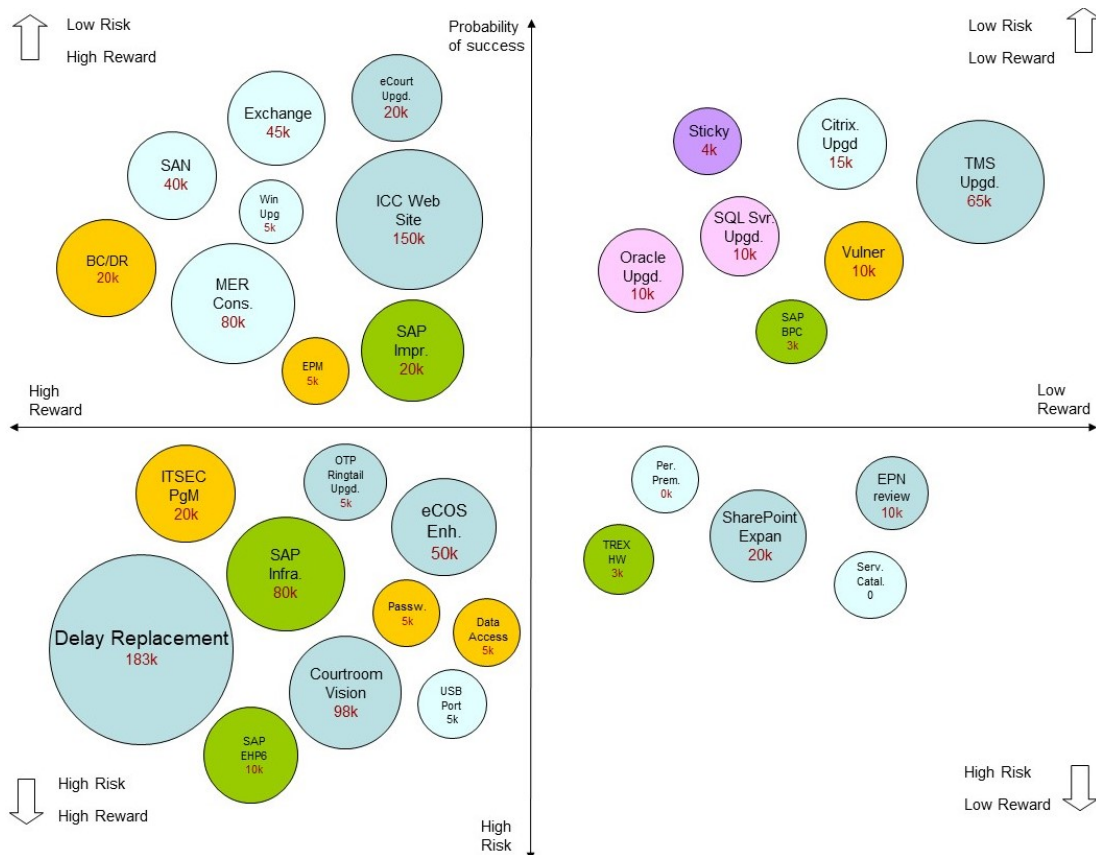 Low Risk
High Reward
Probability
of success
Low Risk
Low Reward
eCourt
Upgd.
20k
Exchange
45k
SAN
40k
Win
Upg
5k
ICC Web
Site
150k
BC/DR
20k
MER
Cons.
80k
SAP
Impr.
20k
EPM
5k
Sticky
4k
Citrix.
Upgd
15k
TMS
Upgd.
65k
SQL Svr.
Upgd.
10k
Oracle
Upgd.
10k
Vulner
10k
SAP
BPC
3k
High
Reward
Low
Reward
ITSEC
PgM
20k
OTP
Ringtail
Upgd.
5k
eCOS
Enh.
50k
SAP
Infra.
80k
Passw.
5k
Data
Access
5k
Delay Replacement
183k
Courtroom
Vision
98k
USB
Port
5k
SAP
EHP6
10k
Per.
Prem.
0k
EPN
review
10k
SharePoint
Expan
20k
TREX
HW
3k
Serv.
Catal.
0
High Risk
High Reward
High
Risk
High Risk
Low Reward